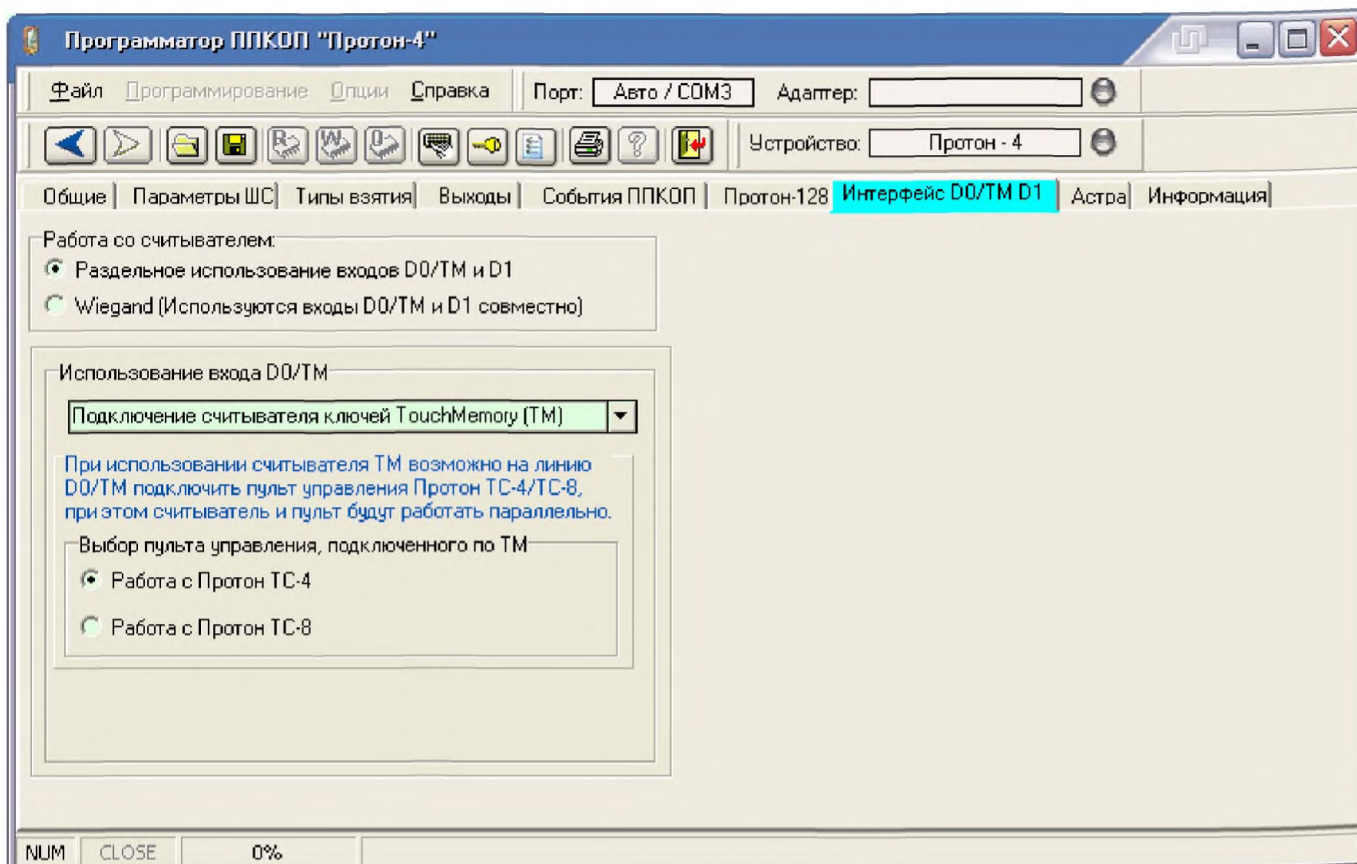 Программатор ППКОП "Протон-4"
Файл Программирование Опции Справка Порт: Авто / COM3 Адаптер:
R W O ? Устройство: Протон - 4
Общие Параметры ШС Типы взятия Выходы События ППКОП Протон-128 Интерфейс D0/TM D1 Астра Информация
Работа со считывателем:
Раздельное использование входов D0/TM и D1
Wiegand (Используются входы D0/TM и D1 совместно)
Использование входа D0/TM
Подключение считывателя ключей TouchMemory (TM)
При использовании считывателя ТМ возможно на линию
D0/TM подключить пульт управления Протон ТС-4/ТС-8,
при этом считыватель и пульт будут работать параллельно.
Выбор пульта управления, подключенного по ТМ
Работа с Протон ТС-4
Работа с Протон ТС-8
NUM CLOSE 0%